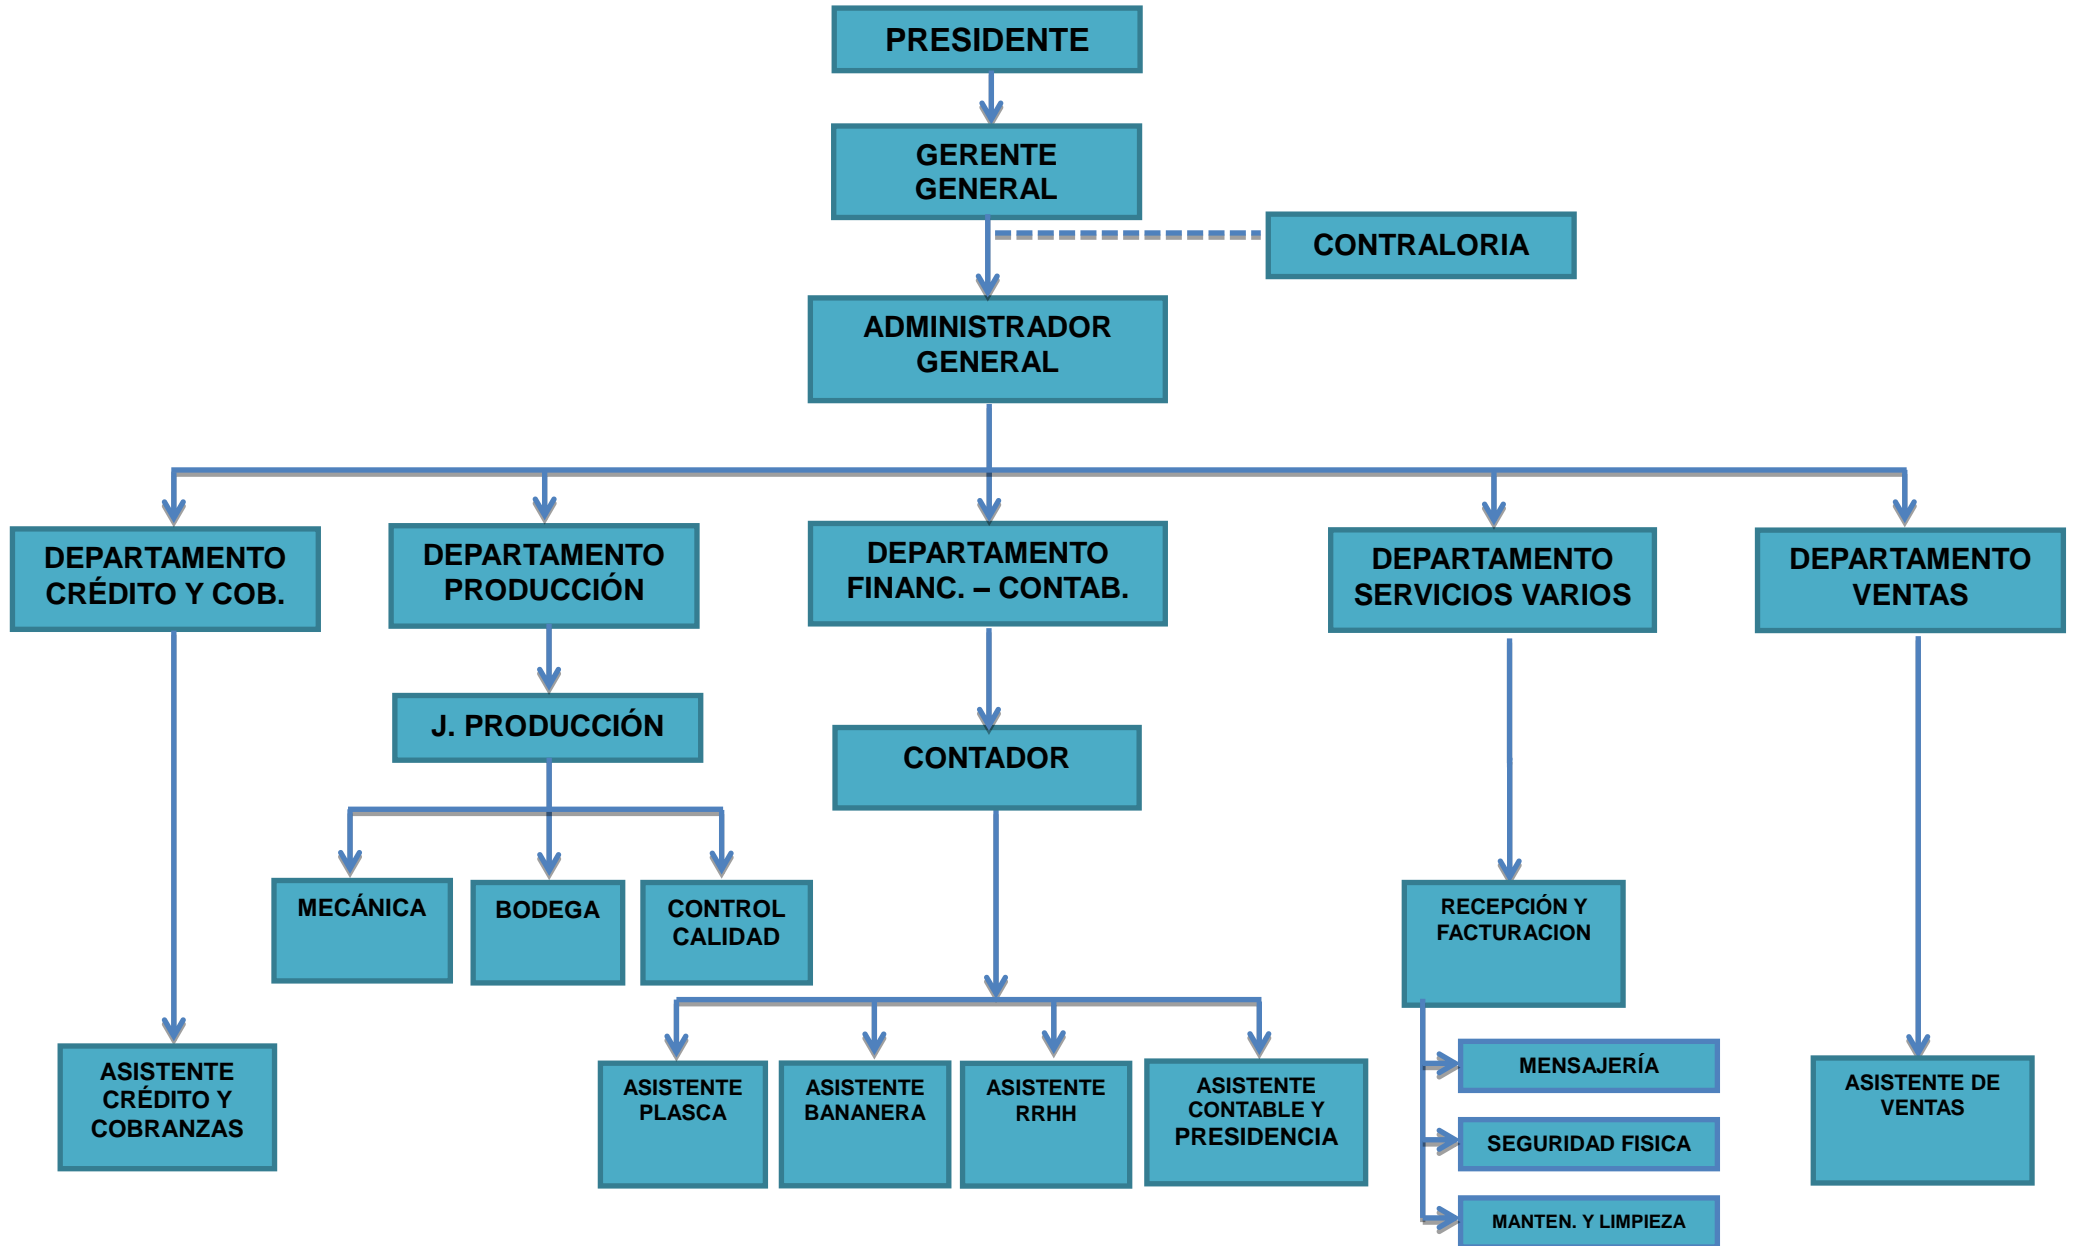 PRESIDENTE
GERENTE
GENERAL
CONTRALORIA
ADMINISTRADOR
GENERAL
DEPARTAMENTO
CRÉDITO Y COB.
DEPARTAMENTO
PRODUCCIÓN
DEPARTAMENTO
FINANC. – CONTAB.
DEPARTAMENTO
SERVICIOS VARIOS
DEPARTAMENTO
VENTAS
J. PRODUCCIÓN
CONTADOR
MECÁNICA
BODEGA
CONTROL
CALIDAD
RECEPCIÓN Y
FACTURACION
ASISTENTE
CRÉDITO Y
COBRANZAS
ASISTENTE
PLASCA
ASISTENTE
BANANERA
ASISTENTE
RRHH
ASISTENTE
CONTABLE Y
PRESIDENCIA
MENSAJERÍA
SEGURIDAD FISICA
MANTEN. Y LIMPIEZA
ASISTENTE DE
VENTAS